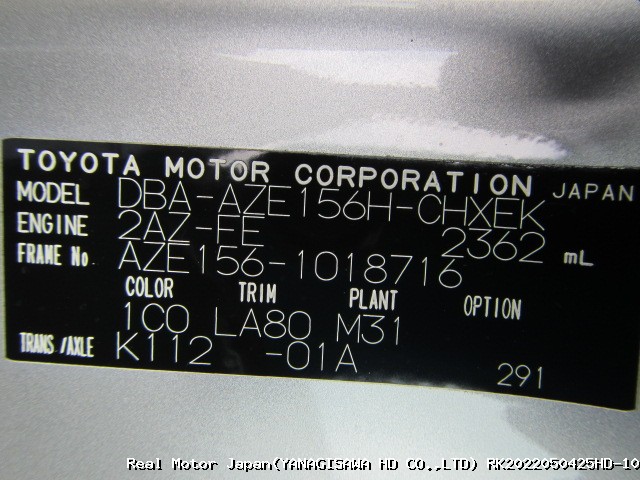 TOYOTA MOTOR CORPORATION JAPAN
MODEL DBA-AZE156H-CHXEK
ENGINE 2AZ-FE 2362 mL
FRAME No. AZE156-1018716
COLOR TRIM PLANT OPTION
1C0 LA80 M31
TRANS/AXLE K112 -01A
291
Real Motor Japan(YANAGISAWA HD CO.,LTD) RK2022050425HD-10